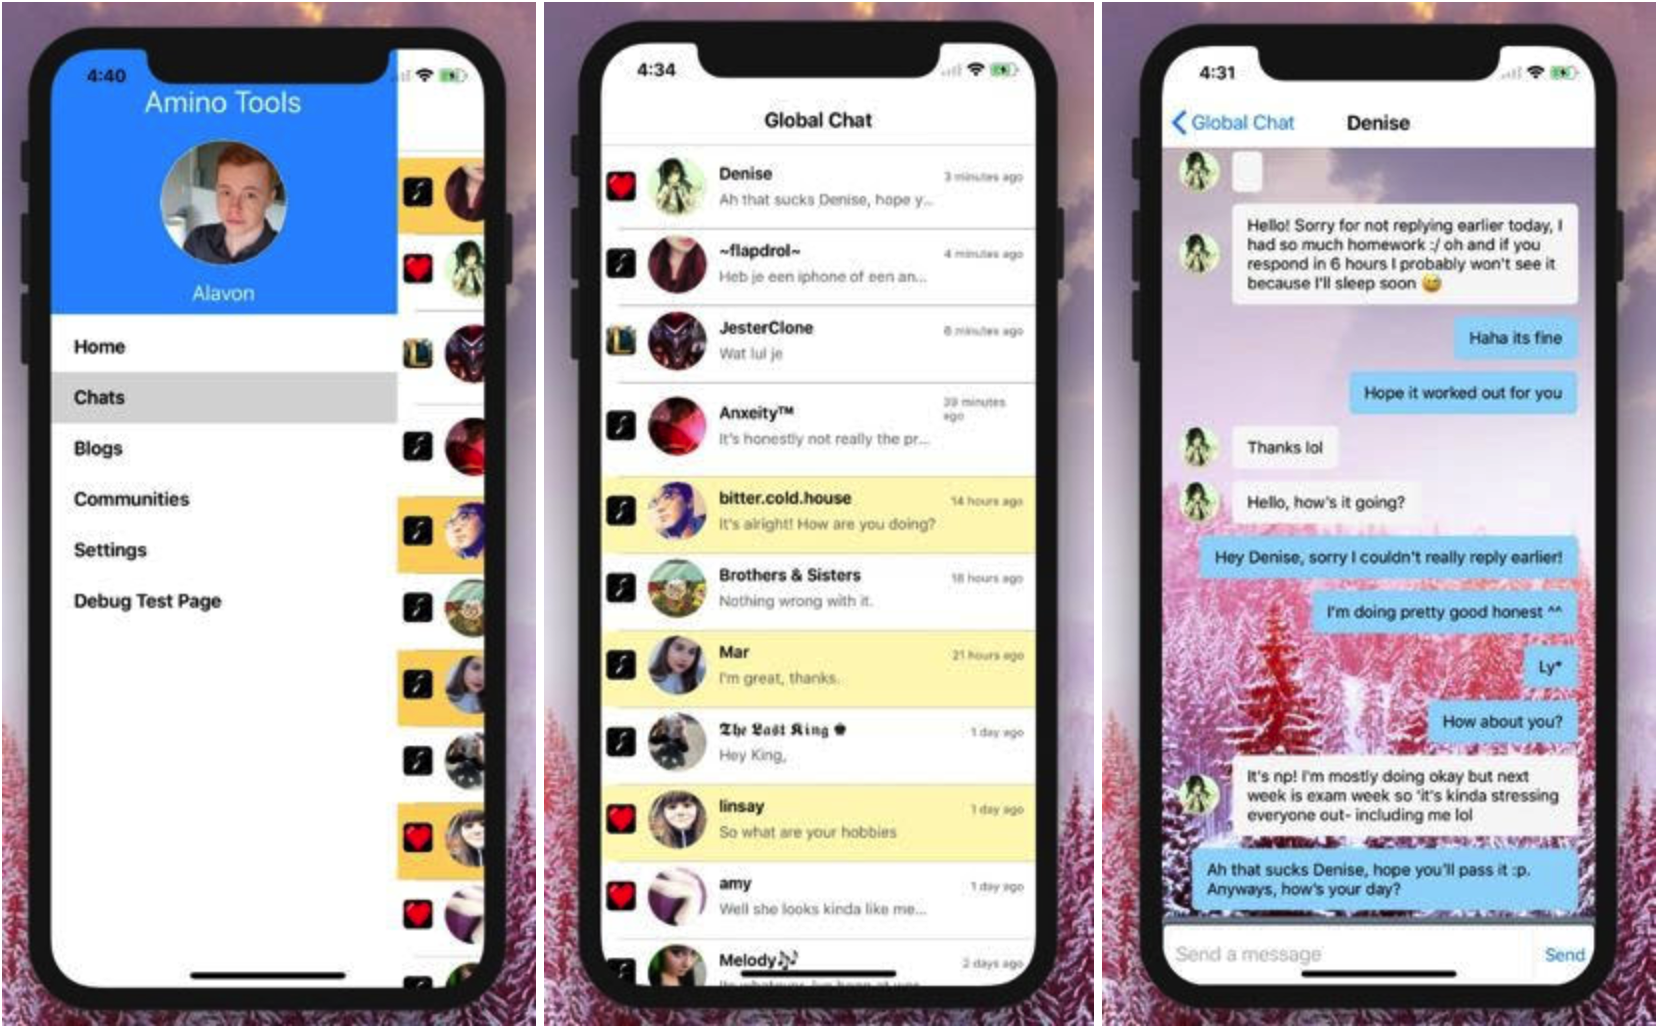 4:40
Amino Tools
Alavon
Home
Chats
Blogs
Communities
Settings
Debug Test Page
4:34
Global Chat
Denise
3 minutes ago
Ah that sucks Denise, hope y...
~flapdrol~
4 minutes ago
Heb je een iphone of een an...
JesterClone
6 minutes ago
Wat lul je
Anxeity™
39 minutes
ago
It's honestly not really the pr...
bitter.cold.house
14 hours ago
It's alright! How are you doing?
Brothers & Sisters
18 hours ago
Nothing wrong with it.
Mar
21 hours ago
I'm great, thanks.
𝕿𝖍𝖊 𝕷𝖆𝖘𝖙 𝕶𝖎𝖓𝖌
1 day ago
Hey King,
linsay
1 day ago
So what are your hobbies
amy
1 day ago
Well she looks kinda like me...
Melody🎶
2 days ago
4:31
Global Chat
Denise
Hello! Sorry for not replying earlier today, I
had so much homework :/ oh and if you
respond in 6 hours I probably won't see it
because I'll sleep soon 😅
Haha its fine
Hope it worked out for you
Thanks lol
Hello, how's it going?
Hey Denise, sorry I couldn't really reply earlier!
I'm doing pretty good honest ^^
Ly*
How about you?
It's np! I'm mostly doing okay but next
week is exam week so 'it's kinda stressing
everyone out- including me lol
Ah that sucks Denise, hope you'll pass it :p.
Anyways, how's your day?
Send a message
Send